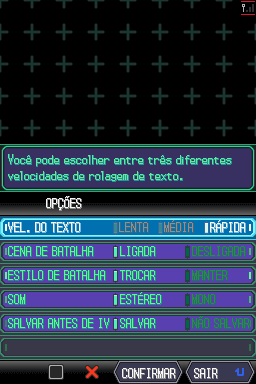 Você pode escolher entre três diferentes
velocidades de rolagem de texto.
OPÇÕES
VEL. DO TEXTO LENTA MÉDIA RÁPIDA
CENA DE BATALHA LIGADA DESLIGADA
ESTILO DE BATALHA TROCAR MANTER
SOM ESTÉREO MONO
SALVAR ANTES DE IV SALVAR NÃO SALVAR
CONFIRMAR SAIR